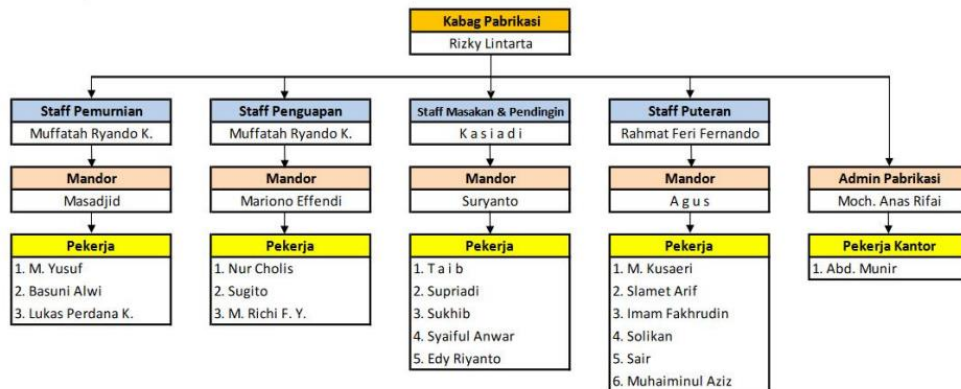 Kabag Pabrikasi
Rizky Lintarta
Staff Pemurnian
Muffatah Ryando K.
Mandor
Masadjid
Pekerja
1. M. Yusuf
2. Basuni Alwi
3. Lukas Perdana K.
Staff Penguapan
Muffatah Ryando K.
Mandor
Mariono Effendi
Pekerja
1. Nur Cholis
2. Sugito
3. M. Richi F. Y.
Staff Masakan & Pendingin
K a s i a d i
Mandor
Suryanto
Pekerja
1. T a i b
2. Supriadi
3. Sukhib
4. Syaiful Anwar
5. Edy Riyanto
Staff Puteran
Rahmat Feri Fernando
Mandor
A g u s
Pekerja
1. M. Kusaeri
2. Slamet Arif
3. Imam Fakhrudin
4. Solikan
5. Sair
6. Muhaiminul Aziz
Admin Pabrikasi
Moch. Anas Rifai
Pekerja Kantor
1. Abd. Munir